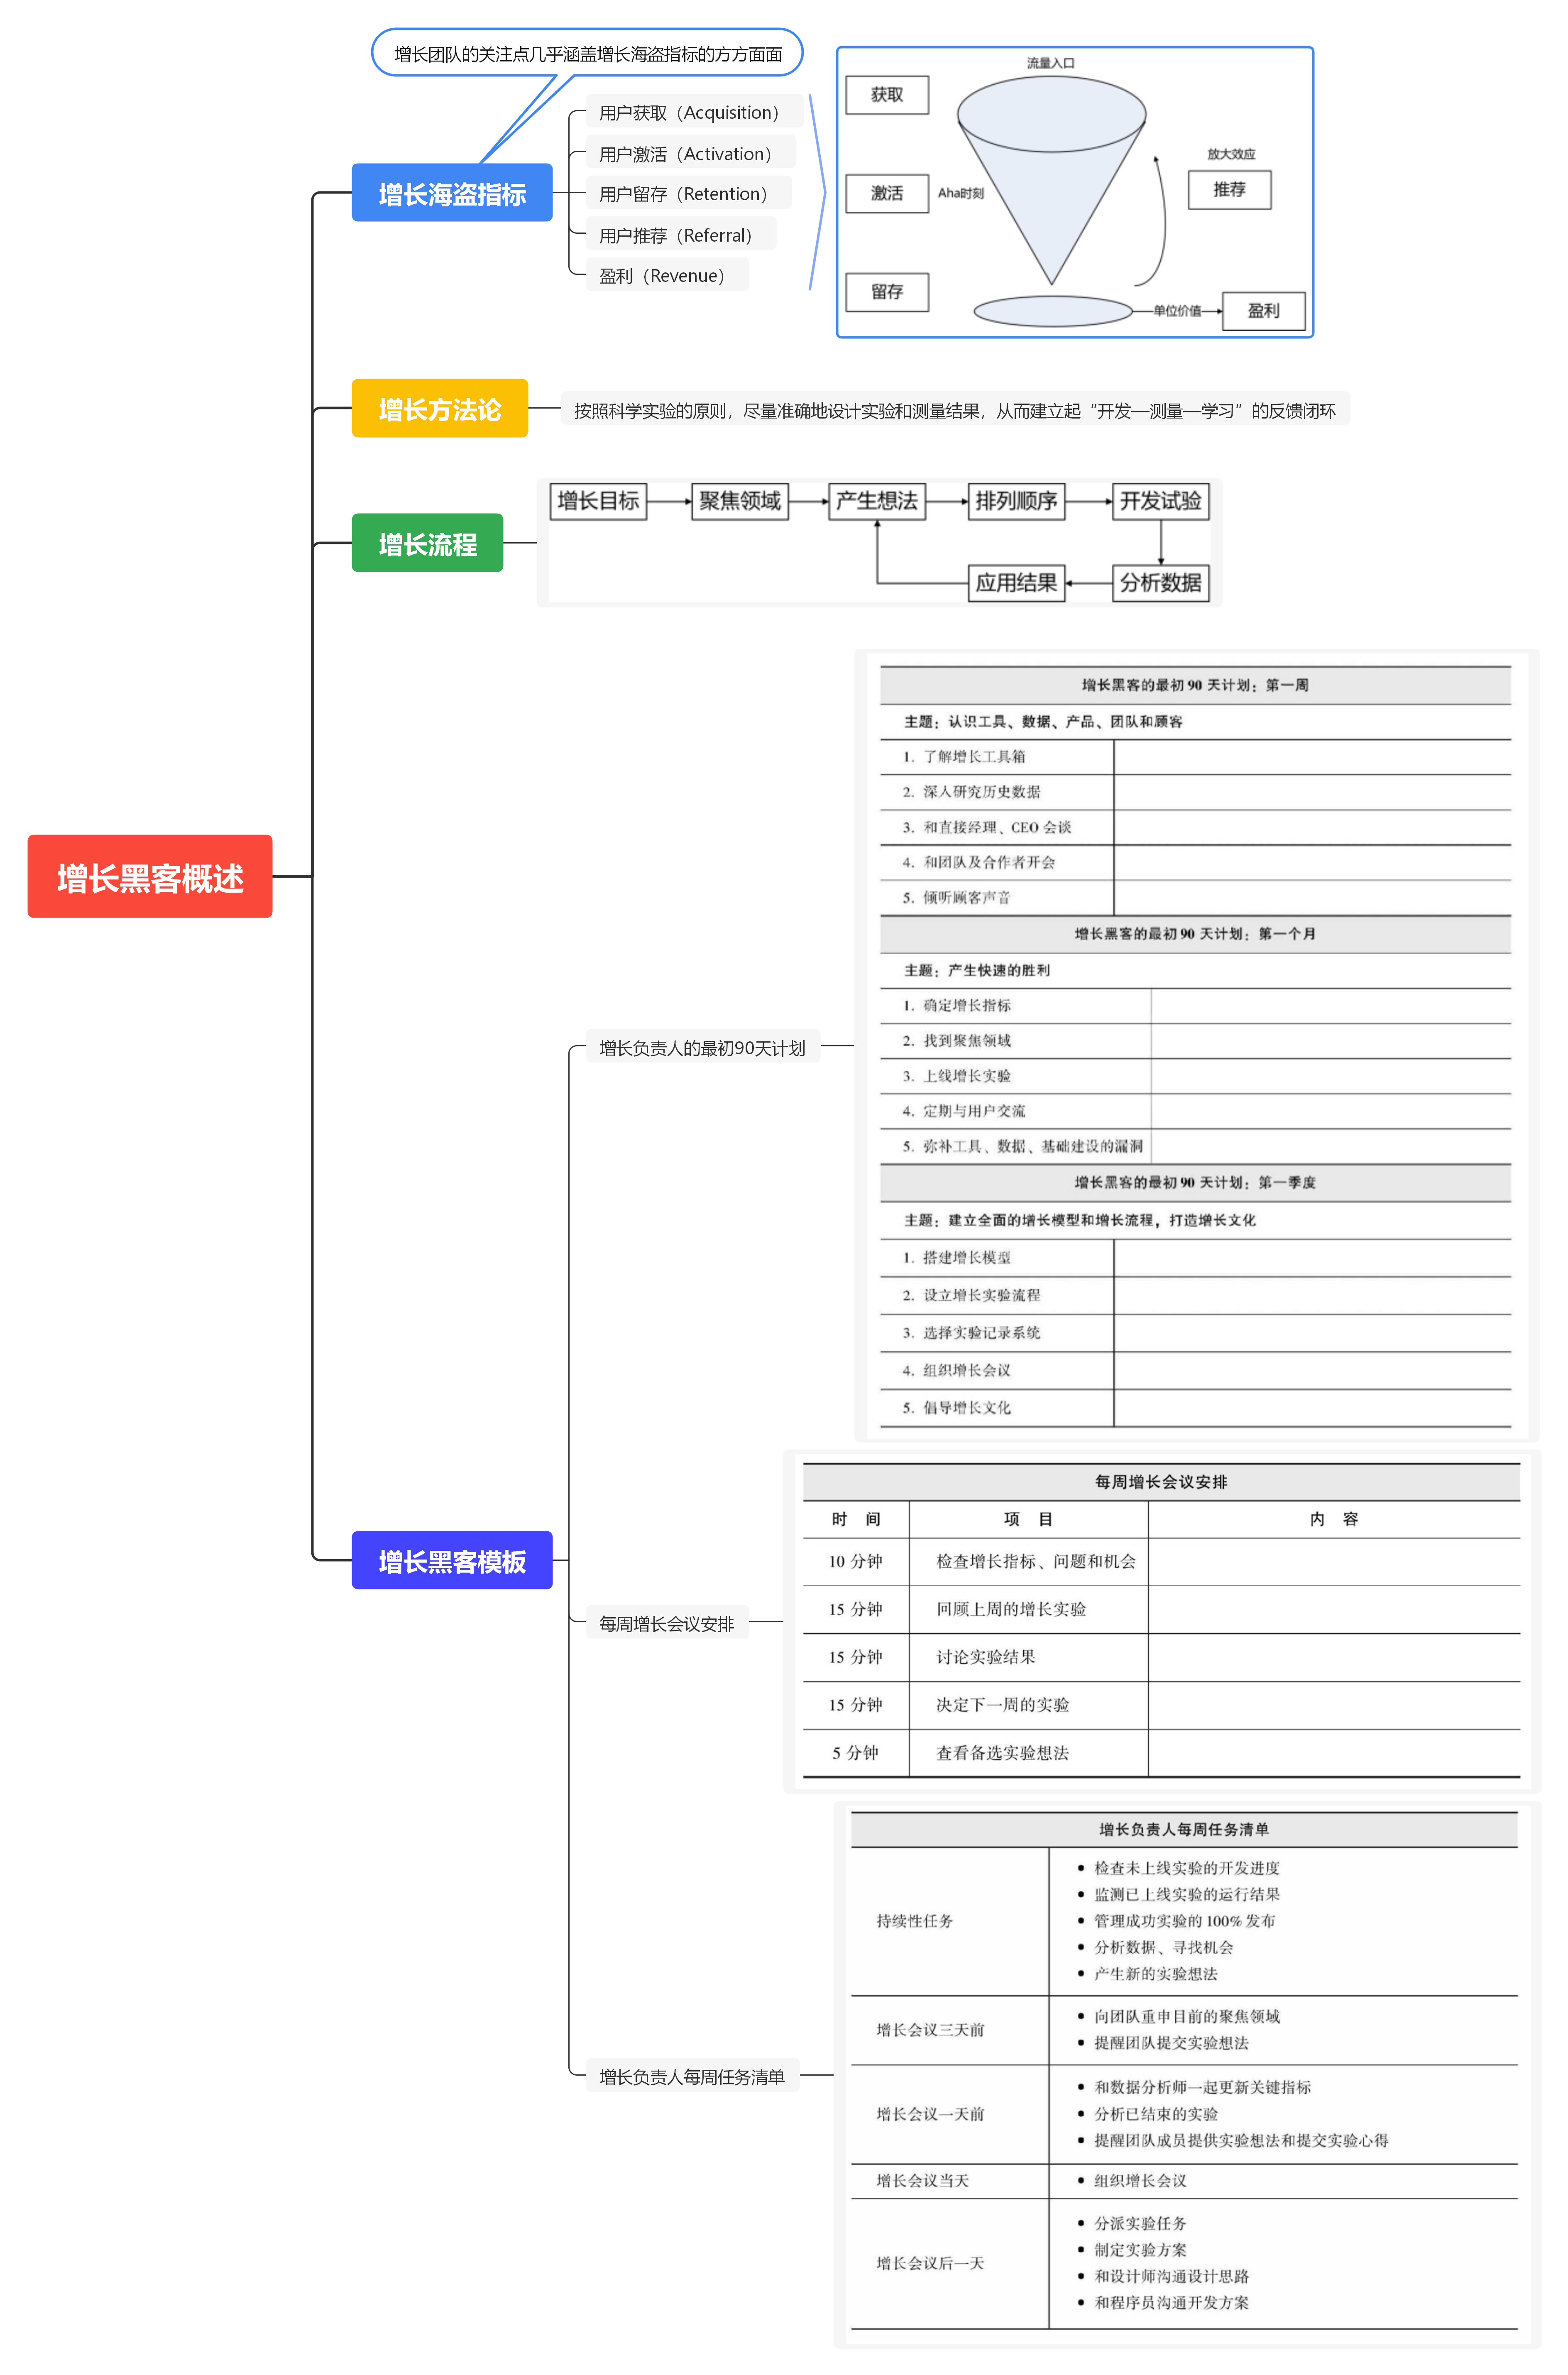 增长黑客概述
增长团队的关注点几乎涵盖增长海盗指标的方方面面
增长海盗指标
用户获取（Acquisition）
用户激活（Activation）
用户留存（Retention）
用户推荐（Referral）
盈利（Revenue）
流量入口
获取
激活
Aha时刻
留存
放大效应
推荐
单位价值
盈利
增长方法论
按照科学实验的原则，尽量准确地设计实验和测量结果，从而建立起“开发—测量—学习”的反馈闭环
增长流程
增长目标
聚焦领域
产生想法
排列顺序
开发试验
分析数据
应用结果
增长黑客模板
增长负责人的最初90天计划
增长黑客的最初 90 天计划：第一周
主题：认识工具、数据、产品、团队和顾客
1. 了解增长工具箱
2. 深人研究历史数据
3. 和直接经理、CEO 会谈
4. 和团队及合作者开会
5. 倾听顾客声音
增长黑客的最初 90 天计划：第一个月
主题：产生快速的胜利
1. 确定增长指标
2. 找到聚焦领域
3. 上线增长实验
4. 定期与用户交流
5. 弥补工具、数据、基础建设的漏洞
增长黑客的最初 90 天计划：第一季度
主题：建立全面的增长模型和增长流程，打造增长文化
1. 搭建增长模型
2. 设立增长实验流程
3. 选择实验记录系统
4. 组织增长会议
5. 倡导增长文化
每周增长会议安排
每周增长会议安排
时 间 项 目 内 容
10 分钟 检查增长指标、问题和机会
15 分钟 回顾上周的增长实验
15 分钟 讨论实验结果
15 分钟 决定下一周的实验
5 分钟 查看备选实验想法
增长负责人每周任务清单
增长负责人每周任务清单
持续性任务
• 检查未上线实验的开发进度
• 监测已上线实验的运行结果
• 管理成功实验的 100% 发布
• 分析数据、寻找机会
• 产生新的实验想法
增长会议三天前
• 向团队重申目前的聚焦领域
• 提醒团队提交实验想法
增长会议一天前
• 和数据分析师一起更新关键指标
• 分析已结束的实验
• 提醒团队成员提供实验想法和提交实验心得
增长会议当天
• 组织增长会议
增长会议后一天
• 分派实验任务
• 制定实验方案
• 和设计师沟通设计思路
• 和程序员沟通开发方案